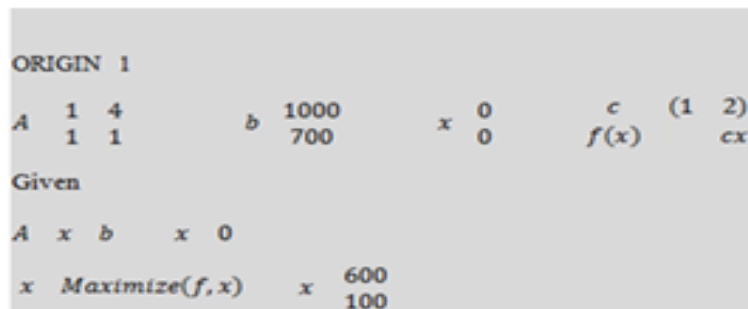 ORIGIN 1
A 1 4 b 1000 x 0 c (1 2)
1 1 700 0 f(x) cx
Given
A x b x 0
x Maximize(f, x) x 600
100